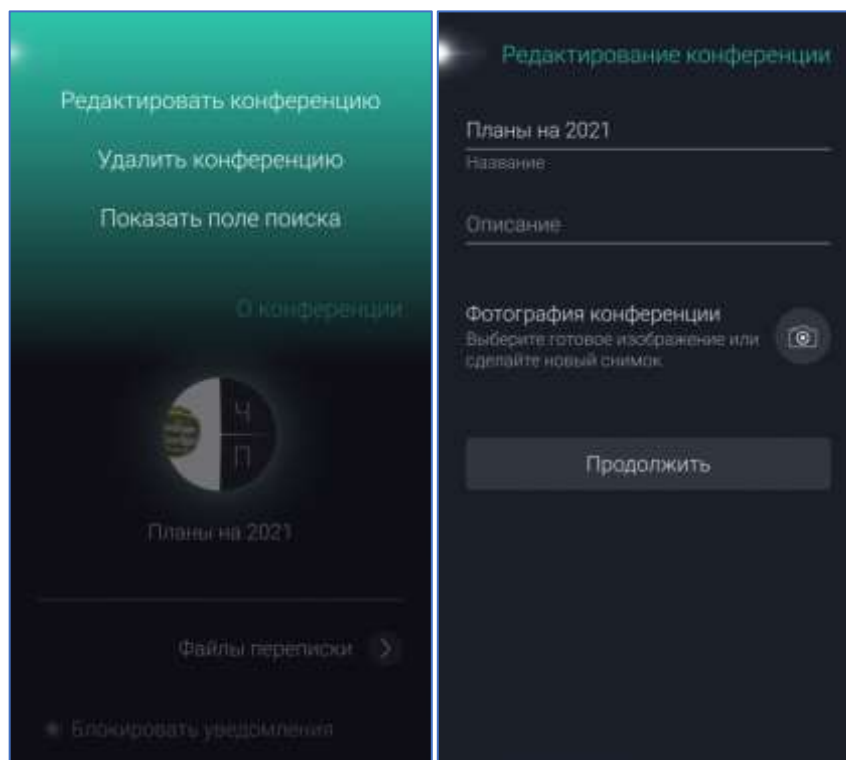 Редактировать конференцию
Удалить конференцию
Показать поле поиска
О конференции
Ч
П
Планы на 2021
Файлы переписки
Блокировать уведомления
Редактирование конференции
Планы на 2021
Название
Описание
Фотография конференции
Выберите готовое изображение или
сделайте новый снимок
Продолжить